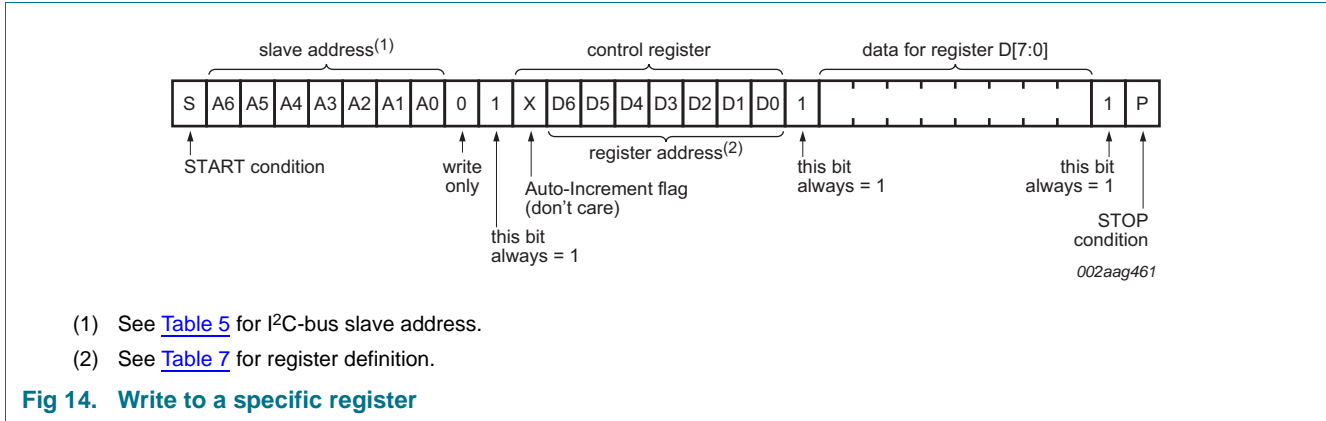 slave address(1) control register data for register D[7:0]
S A6 A5 A4 A3 A2 A1 A0 0 1 X D6 D5 D4 D3 D2 D1 D0 1 1 P
register address(2)
START condition write only this bit always = 1 this bit always = 1
Auto-Increment flag
(don't care)
this bit
always = 1
STOP
condition
002aag461
(1) See Table 5 for I2C-bus slave address.
(2) See Table 7 for register definition.
Fig 14. Write to a specific register